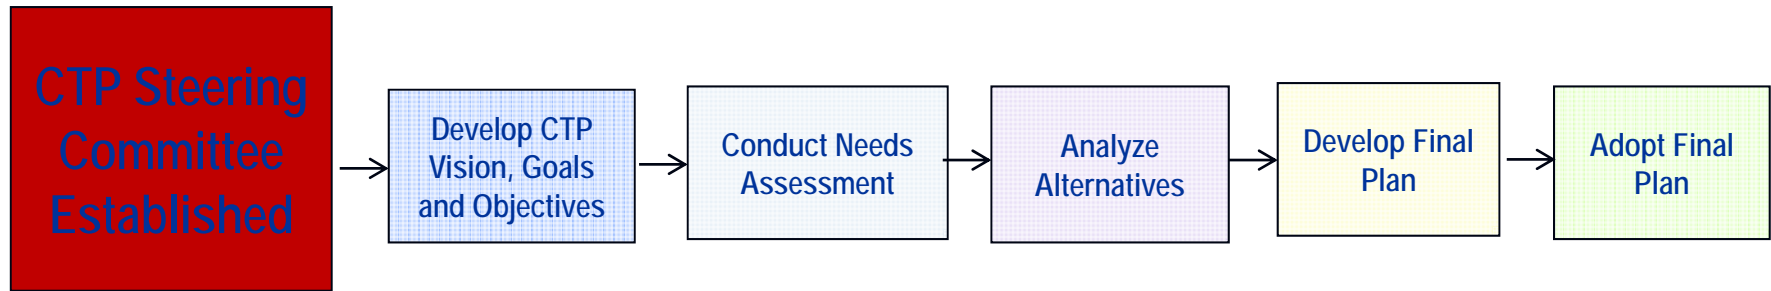 CTP Steering
Committee
Established
Develop CTP
Vision, Goals
and Objectives
Conduct Needs
Assessment
Analyze
Alternatives
Develop Final
Plan
Adopt Final
Plan